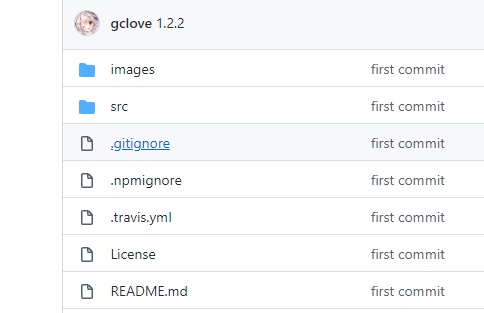 gclove 1.2.2
images first commit
src first commit
.gitignore first commit
.npmignore first commit
.travis.yml first commit
License first commit
README.md first commit